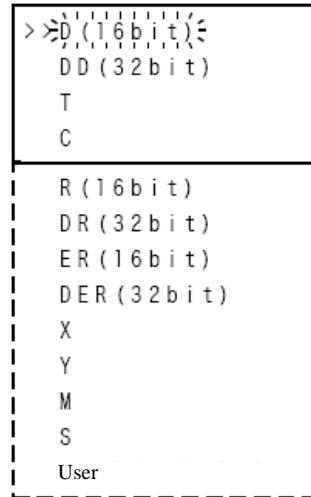 >>D(16bit)
DD(32bit)
T
C
R(16bit)
DR(32bit)
ER(16bit)
DER(32bit)
X
Y
M
S
User